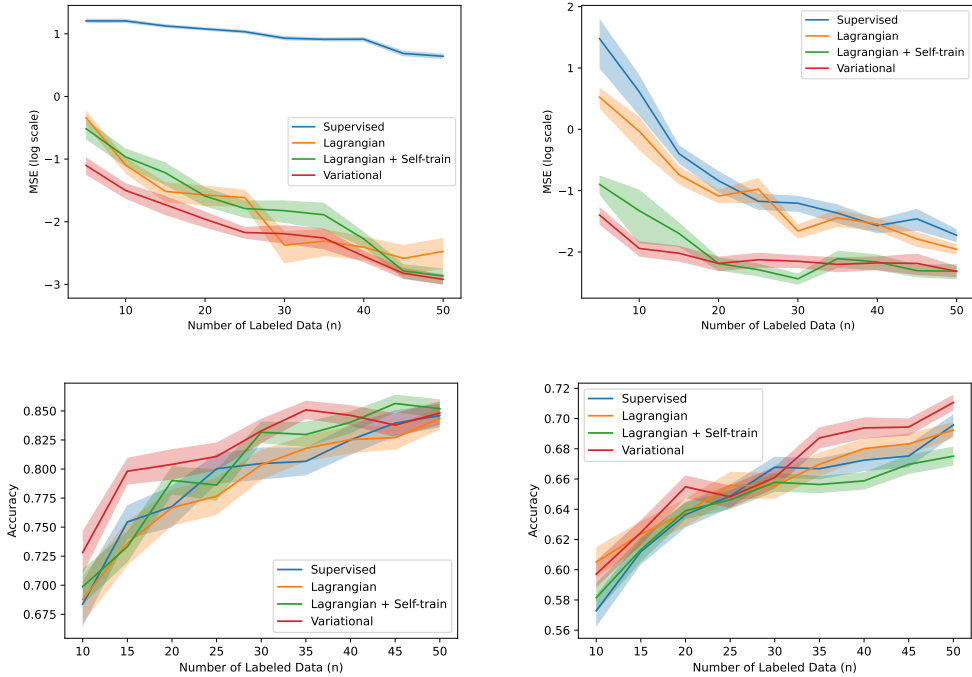 1
0
−1
−2
−3
MSE (log scale)
10
20
30
40
50
Number of Labeled Data (n)
Supervised
Lagrangian
Lagrangian + Self-train
Variational
2
1
0
−1
−2
MSE (log scale)
10
20
30
40
50
Number of Labeled Data (n)
Supervised
Lagrangian
Lagrangian + Self-train
Variational
0.850
0.825
0.800
0.775
0.750
0.725
0.700
0.675
Accuracy
10
15
20
25
30
35
40
45
50
Number of Labeled Data (n)
Supervised
Lagrangian
Lagrangian + Self-train
Variational
0.72
0.70
0.68
0.66
0.64
0.62
0.60
0.58
0.56
Accuracy
10
15
20
25
30
35
40
45
50
Number of Labeled Data (n)
Supervised
Lagrangian
Lagrangian + Self-train
Variational